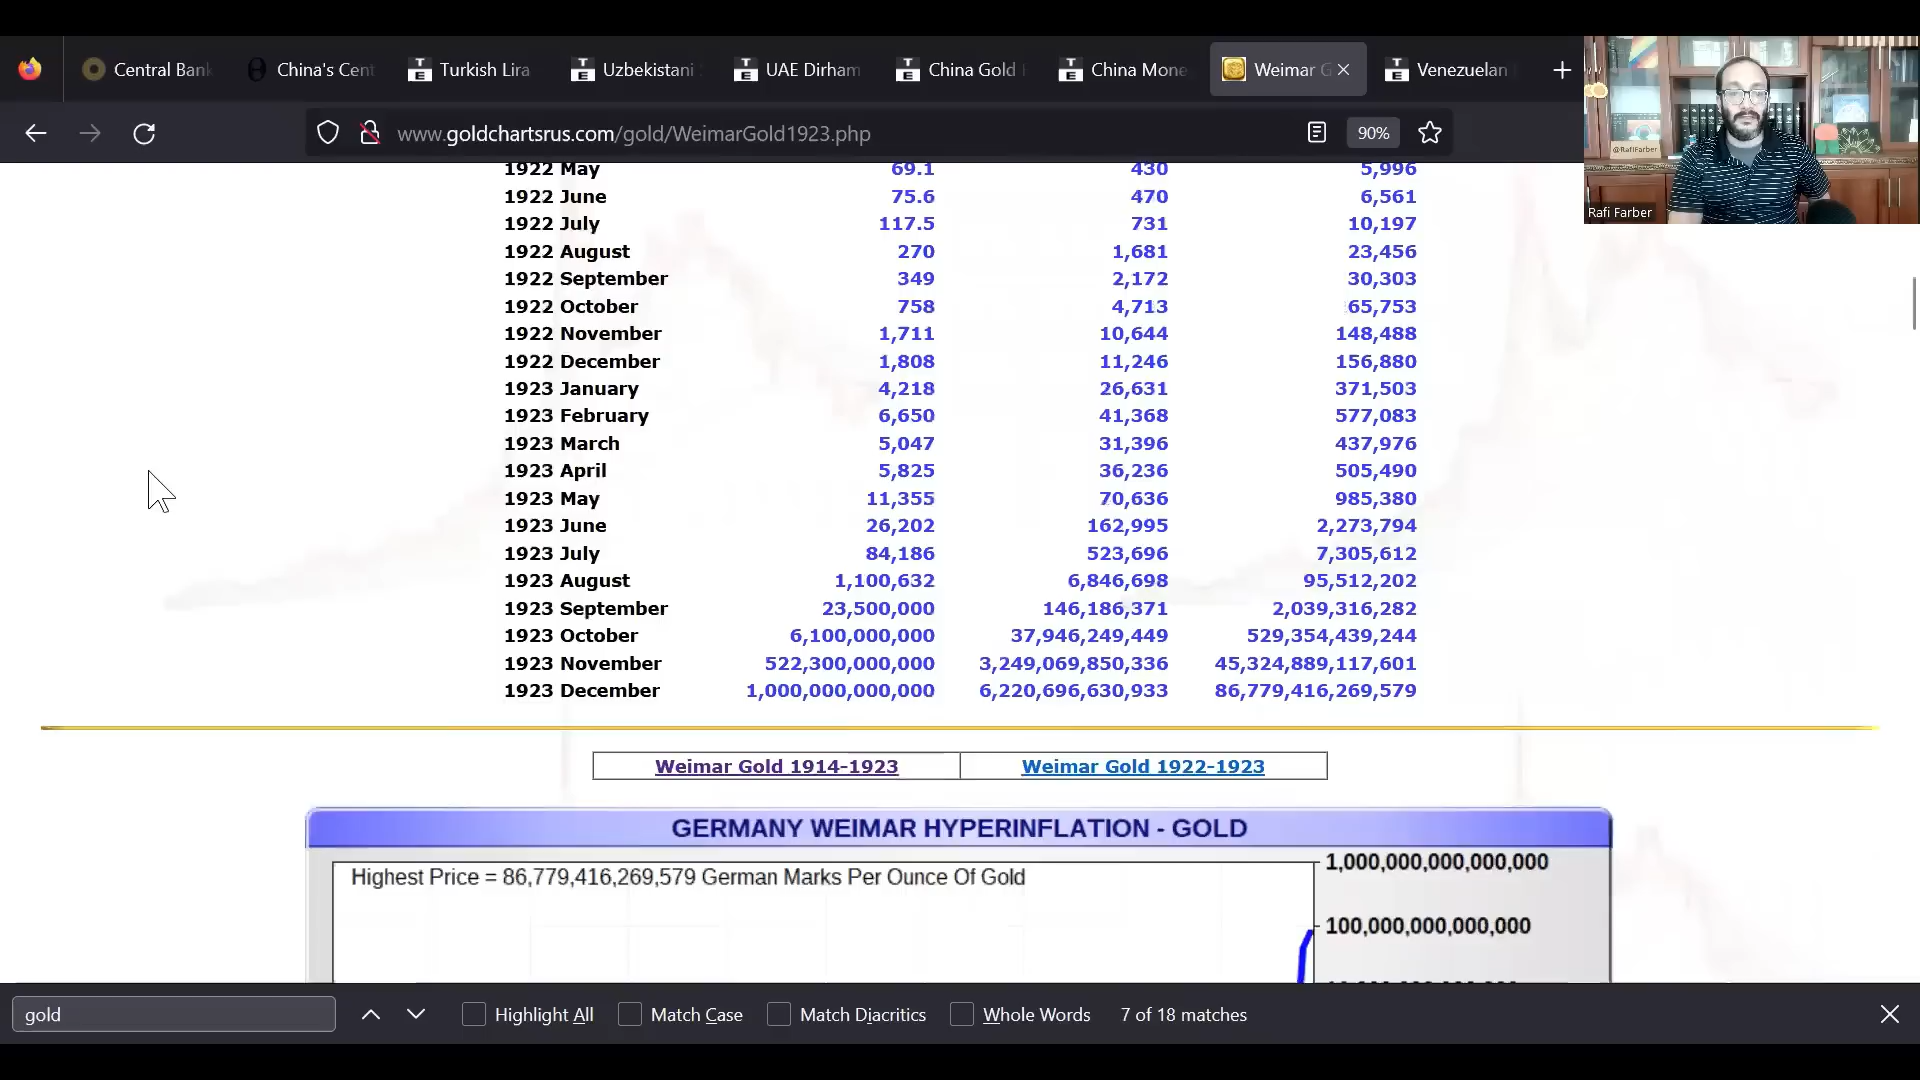 Central Bank
China's Cent
Turkish Lira
Uzbekistani
UAE Dirham
China Gold
China Mone
Weimar G
Venezuelan
www.goldchartsrus.com/gold/WeimarGold1923.php
90%
@RafiFarber
Rafi Farber
1922 May 69.1 430 5,996
1922 June 75.6 470 6,561
1922 July 117.5 731 10,197
1922 August 270 1,681 23,456
1922 September 349 2,172 30,303
1922 October 758 4,713 65,753
1922 November 1,711 10,644 148,488
1922 December 1,808 11,246 156,880
1923 January 4,218 26,631 371,503
1923 February 6,650 41,368 577,083
1923 March 5,047 31,396 437,976
1923 April 5,825 36,236 505,490
1923 May 11,355 70,636 985,380
1923 June 26,202 162,995 2,273,794
1923 July 84,186 523,696 7,305,612
1923 August 1,100,632 6,846,698 95,512,202
1923 September 23,500,000 146,186,371 2,039,316,282
1923 October 6,100,000,000 37,946,249,449 529,354,439,244
1923 November 522,300,000,000 3,249,069,850,336 45,324,889,117,601
1923 December 1,000,000,000,000 6,220,696,630,933 86,779,416,269,579
Weimar Gold 1914-1923 Weimar Gold 1922-1923
GERMANY WEIMAR HYPERINFLATION - GOLD
Highest Price = 86,779,416,269,579 German Marks Per Ounce Of Gold
1,000,000,000,000,000
100,000,000,000,000
gold
Highlight All
Match Case
Match Diacritics
Whole Words
7 of 18 matches